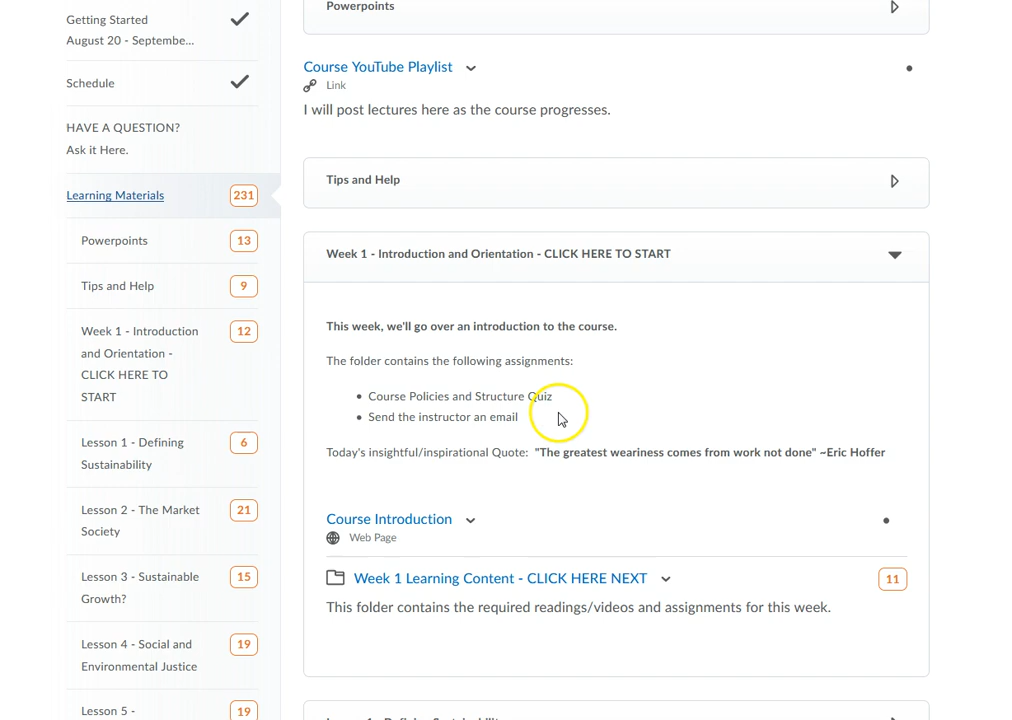 Getting Started
August 20 - Septembe...
Schedule
HAVE A QUESTION?
Ask it Here.
Learning Materials 231
Powerpoints 13
Tips and Help 9
Week 1 - Introduction 12
and Orientation -
CLICK HERE TO
START
Lesson 1 - Defining 6
Sustainability
Lesson 2 - The Market 21
Society
Lesson 3 - Sustainable 15
Growth?
Lesson 4 - Social and 19
Environmental Justice
Lesson 5 - 19
Powerpoints
Course YouTube Playlist
Link
I will post lectures here as the course progresses.
Tips and Help
Week 1 - Introduction and Orientation - CLICK HERE TO START
This week, we'll go over an introduction to the course.
The folder contains the following assignments:
• Course Policies and Structure Quiz
• Send the instructor an email
Today's insightful/inspirational Quote: "The greatest weariness comes from work not done" ~Eric Hoffer
Course Introduction
Web Page
Week 1 Learning Content - CLICK HERE NEXT 11
This folder contains the required readings/videos and assignments for this week.
Lesson 1 - Defining Sustainability